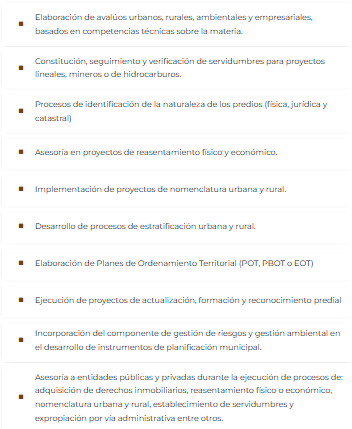 Elaboración de avalúos urbanos, rurales, ambientales y empresariales,
basados en competencias técnicas sobre la materia.
Constitución, seguimiento y verificación de servidumbres para proyectos
lineales, mineros o de hidrocarburos.
Procesos de identificación de la naturaleza de los predios (física, jurídica y
catastral)
Asesoría en proyectos de reasentamiento físico y económico.
Implementación de proyectos de nomenclatura urbana y rural.
Desarrollo de procesos de estratificación urbana y rural.
Elaboración de Planes de Ordenamiento Territorial (POT, PBOT o EOT)
Ejecución de proyectos de actualización, formación y reconocimiento predial
Incorporación del componente de gestión de riesgos y gestión ambiental en
el desarrollo de instrumentos de planificación municipal.
Asesoría a entidades públicas y privadas durante la ejecución de procesos de:
adquisición de derechos inmobiliarios, reasentamiento físico o económico,
nomenclatura urbana y rural, establecimiento de servidumbres y
expropiación por vía administrativa entre otros.